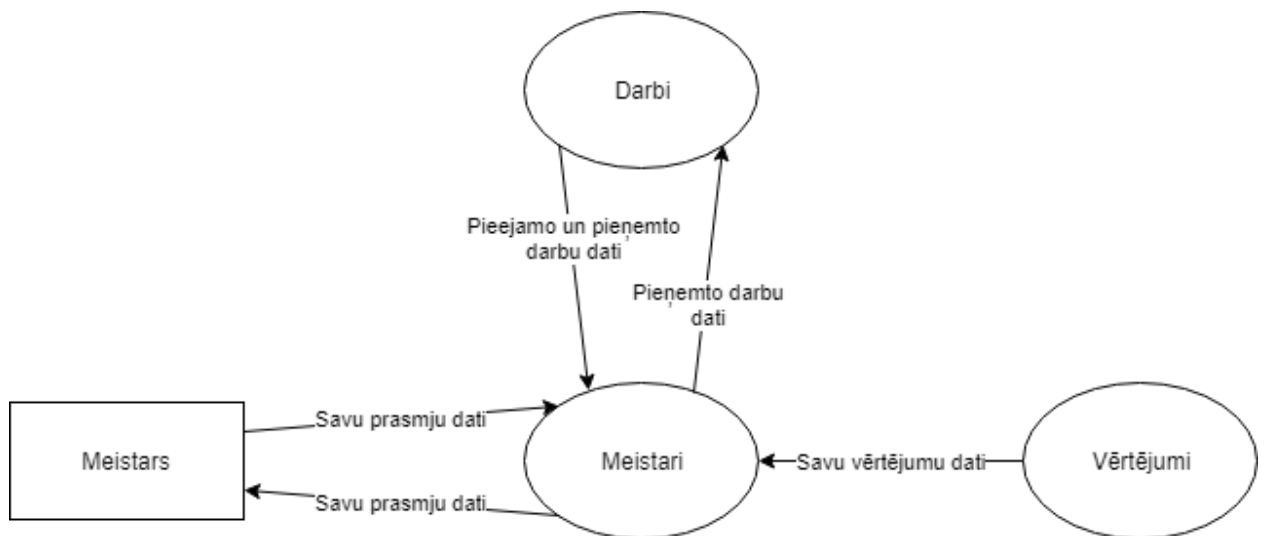 Darbi
Pieejamo un pieņemto
darbu dati
Pieņemto darbu
dati
Savu prasmju dati
Meistars
Meistari
Savu vērtējumu dati
Vērtējumi
Savu prasmju dati